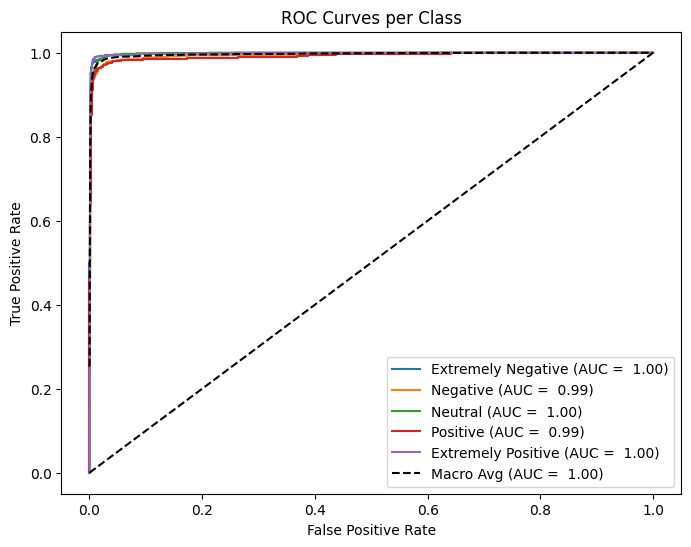 ROC Curves per Class
True Positive Rate
1.0
0.8
0.6
0.4
0.2
0.0
Extremely Negative (AUC =  1.00)
Negative (AUC =  0.99)
Neutral (AUC =  1.00)
Positive (AUC =  0.99)
Extremely Positive (AUC =  1.00)
Macro Avg (AUC =  1.00)
0.0 0.2 0.4 0.6 0.8 1.0
False Positive Rate